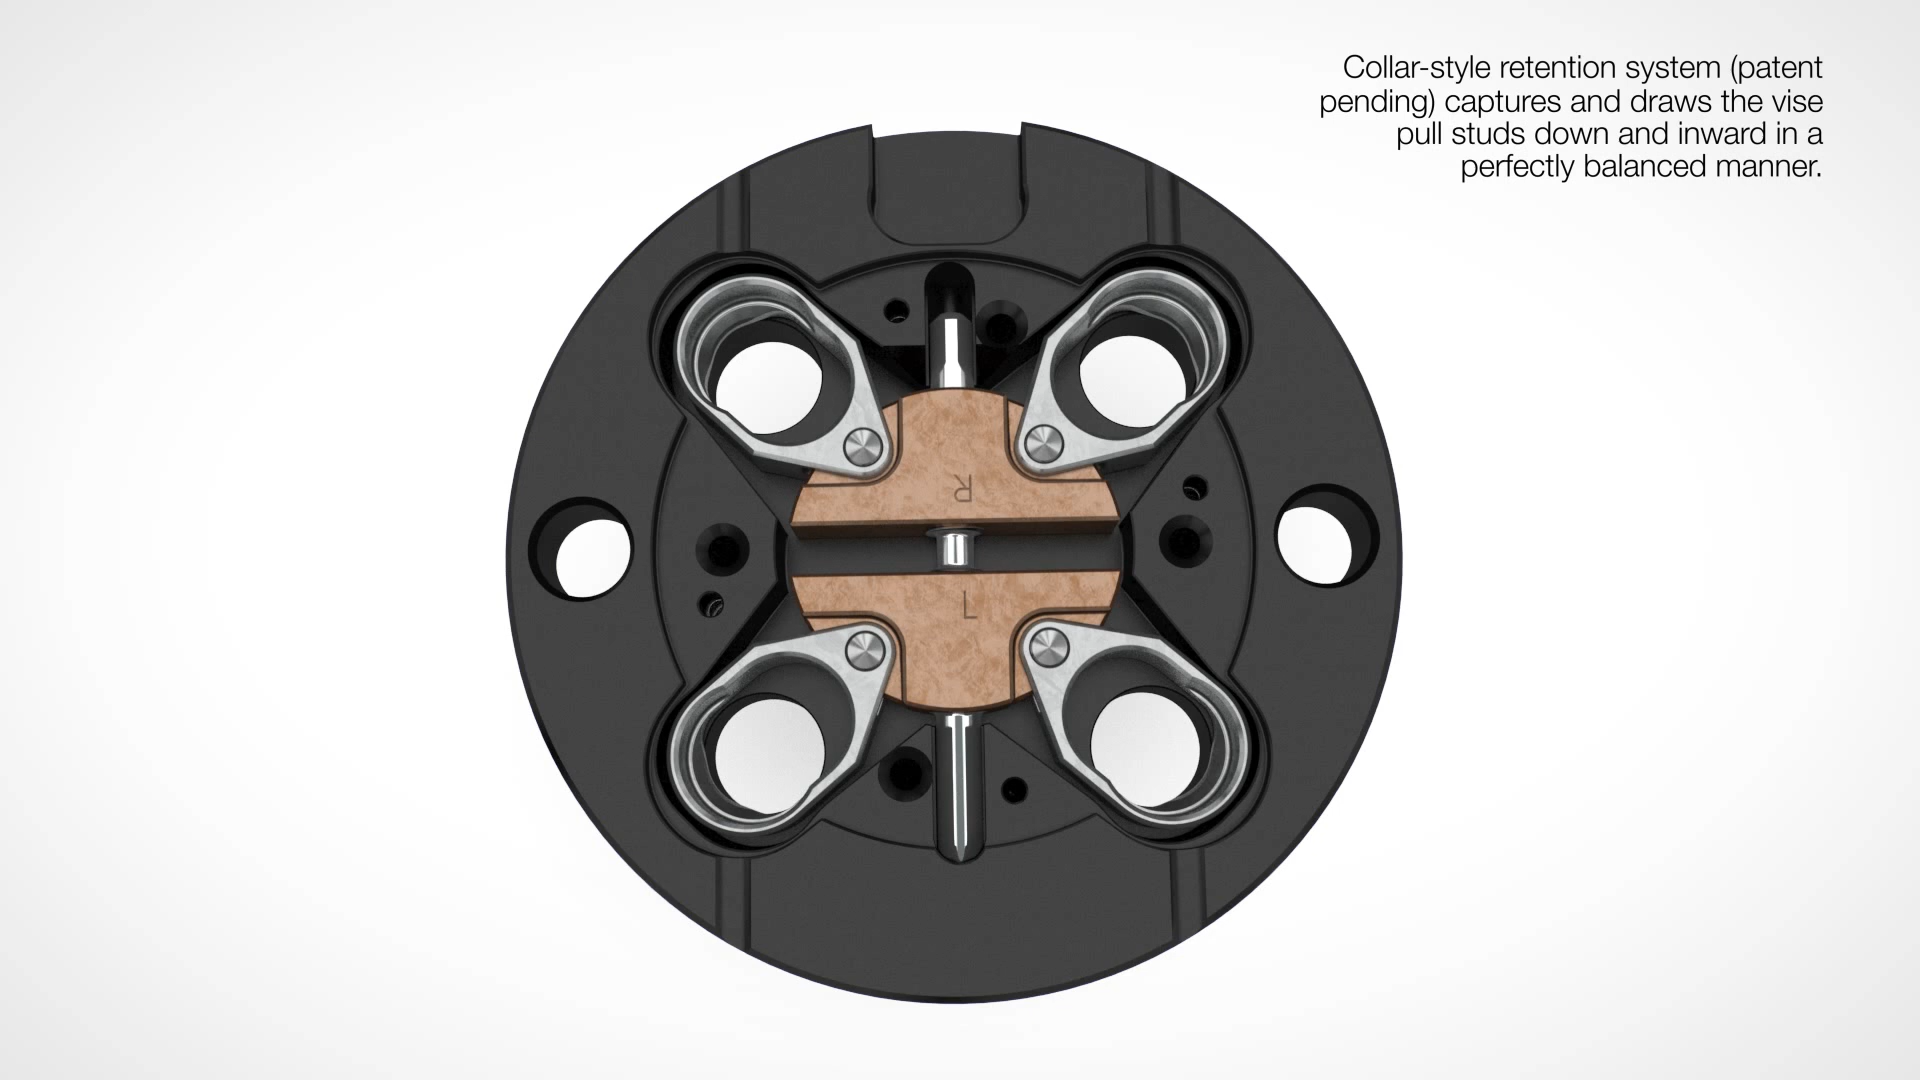 Collar-style retention system (patent
pending) captures and draws the vise
pull studs down and inward in a
perfectly balanced manner.
R
L